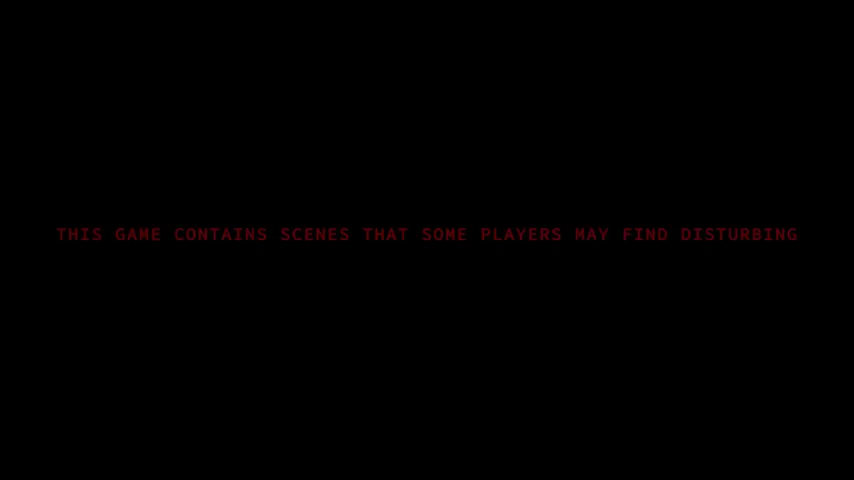 THIS GAME CONTAINS SCENES THAT SOME PLAYERS MAY FIND DISTURBING